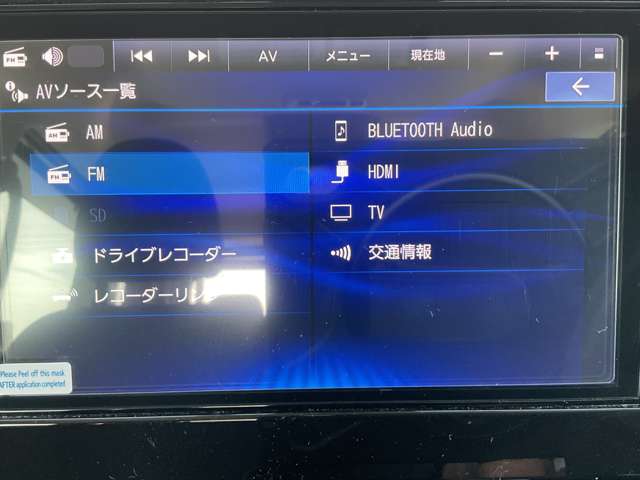 FM AV メニュー 現在地 − +
AVソース一覧 ←
AM
FM
SD
ドライブレコーダー
レコーダーリン
BLUETOOTH Audio
HDMI
TV
交通情報
Please Peel off this mask
AFTER application completed